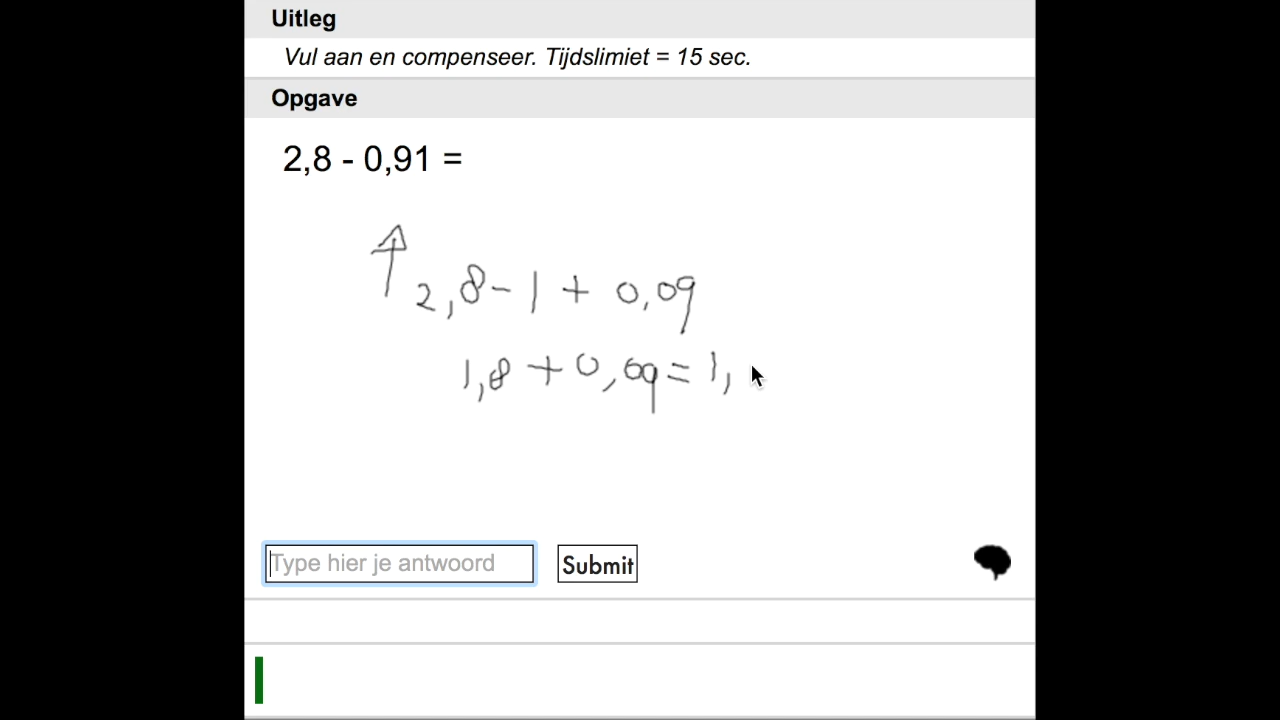 Uitleg
Vul aan en compenseer. Tijdslimiet = 15 sec.
Opgave
2,8 - 0,91 =
2,8 - 1 + 0,09
1,8 + 0,09 = 1,
Type hier je antwoord
Submit